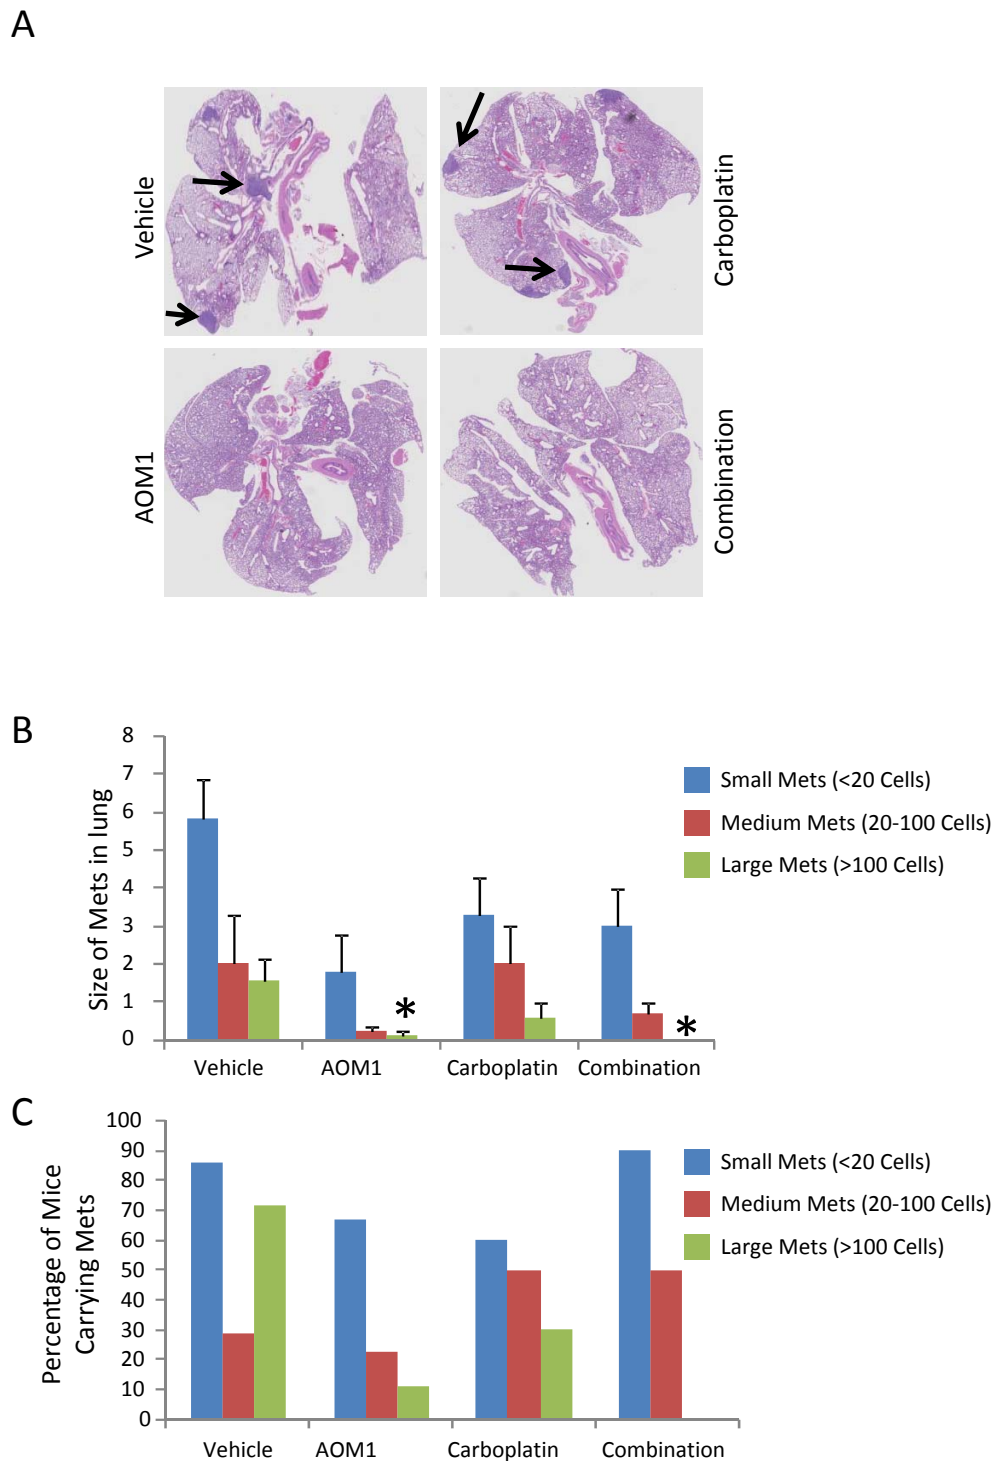 A
Vehicle
Carboplatin
AOM1
Combination
B
Size of Mets in lung
8
7
6
5
4
3
2
1
0
*
*
Vehicle AOM1 Carboplatin Combination
Small Mets (<20 Cells)
Medium Mets (20-100 Cells)
Large Mets (>100 Cells)
C
Percentage of Mice
Carrying Mets
100
90
80
70
60
50
40
30
20
10
0
Vehicle AOM1 Carboplatin Combination
Small Mets (<20 Cells)
Medium Mets (20-100 Cells)
Large Mets (>100 Cells)